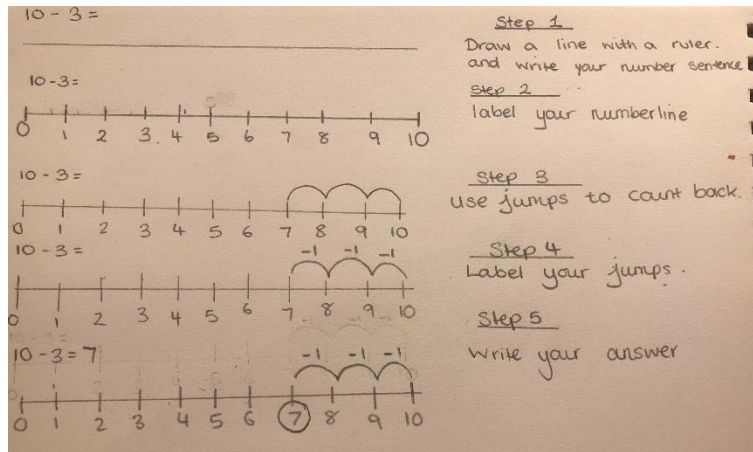 10 - 3 =
Step 1
Draw a line with a ruler.
and write your number sentence
10 - 3 =
0 1 2 3. 4 5 6 7 8 9 10
Step 2
label your numberline
10 - 3 =
0 1 2 3 4 5 6 7 8 9 10
Step 3
use jumps to count back.
10 - 3 =
-1 -1 -1
0 1 2 3 4 5 6 7 8 9 10
Step 4
Label your jumps.
10 - 3 = 7
-1 -1 -1
0 1 2 3 4 5 6 7 8 9 10
Step 5
Write your answer